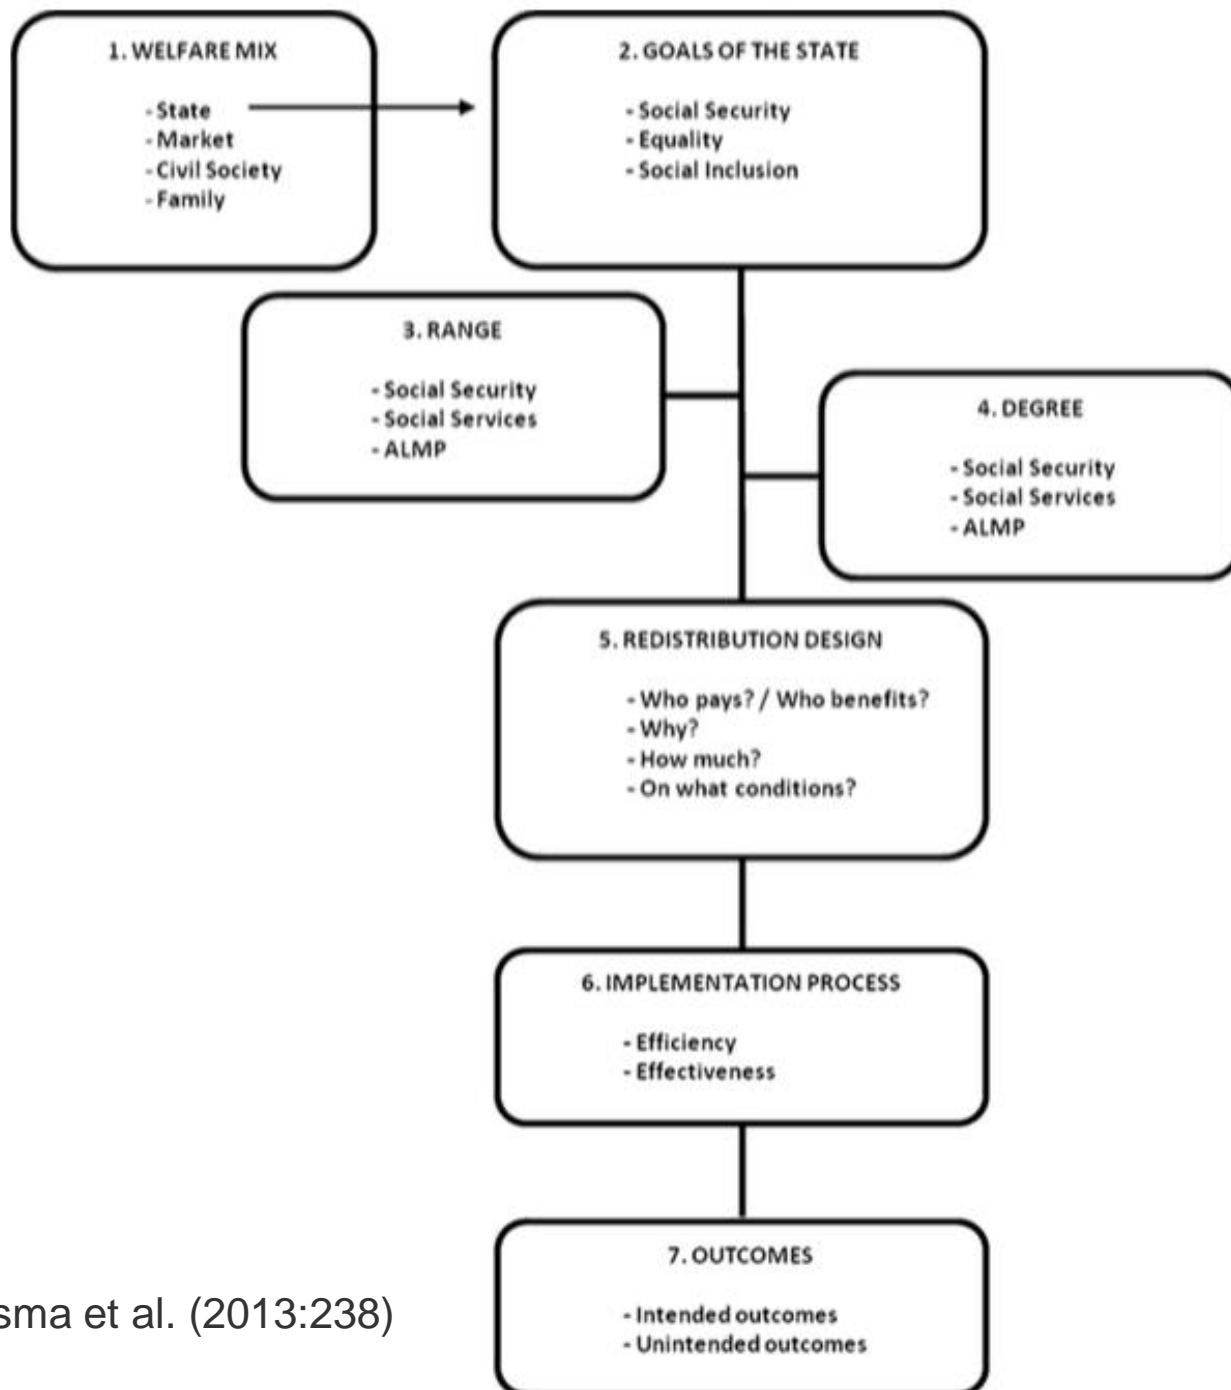 1. WELFARE MIX
- State
- Market
- Civil Society
- Family
2. GOALS OF THE STATE
- Social Security
- Equality
- Social Inclusion
3. RANGE
- Social Security
- Social Services
- ALMP
4. DEGREE
- Social Security
- Social Services
- ALMP
5. REDISTRIBUTION DESIGN
- Who pays? / Who benefits?
- Why?
- How much?
- On what conditions?
6. IMPLEMENTATION PROCESS
- Efficiency
- Effectiveness
7. OUTCOMES
- Intended outcomes
- Unintended outcomes
et al. (2013:238)